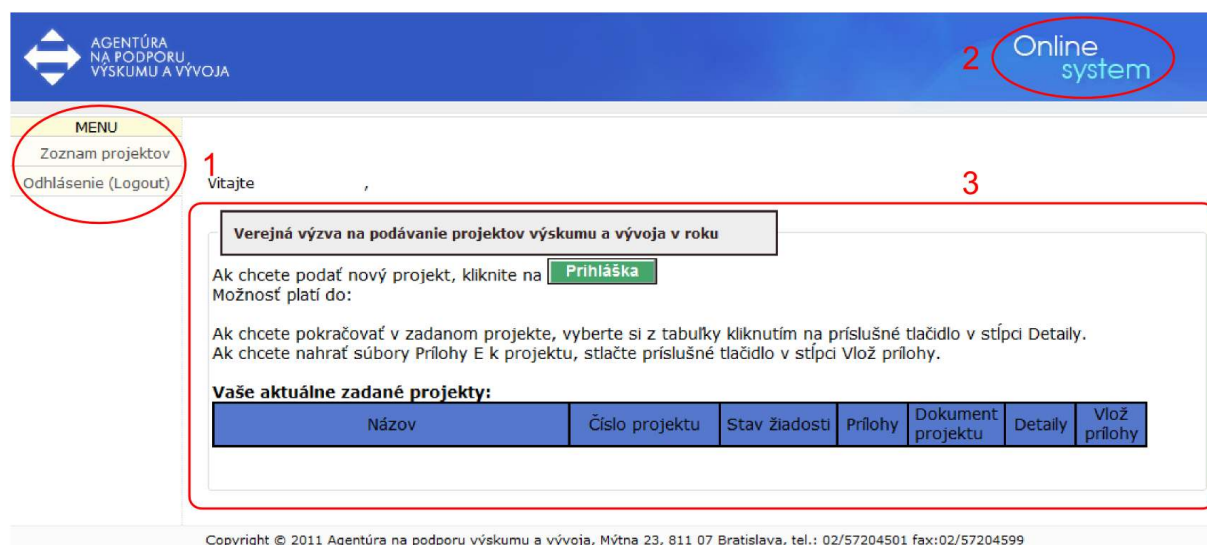 AGENTÚRA
NA PODPORU
VÝSKUMU A VÝVOJA
2
Online
system
MENU
Zoznam projektov
Odhlásenie (Logout)
1
Vitajte ,
3
Verejná výzva na podávanie projektov výskumu a vývoja v roku
Ak chcete podať nový projekt, kliknite na Prihláška
Možnosť platí do:
Ak chcete pokračovať v zadanom projekte, vyberte si z tabuľky kliknutím na príslušné tlačidlo v stĺpci Detaily.
Ak chcete nahrať súbory Prílohy E k projektu, stlačte príslušné tlačidlo v stĺpci Vlož prílohy.
Vaše aktuálne zadané projekty:
Názov
Číslo projektu
Stav žiadosti
Prílohy
Dokument
projektu
Detaily
Vlož
prílohy
Copyright © 2011 Agentúra na podporu výskumu a vývoja, Mýtna 23, 811 07 Bratislava, tel.: 02/57204501 fax:02/57204599